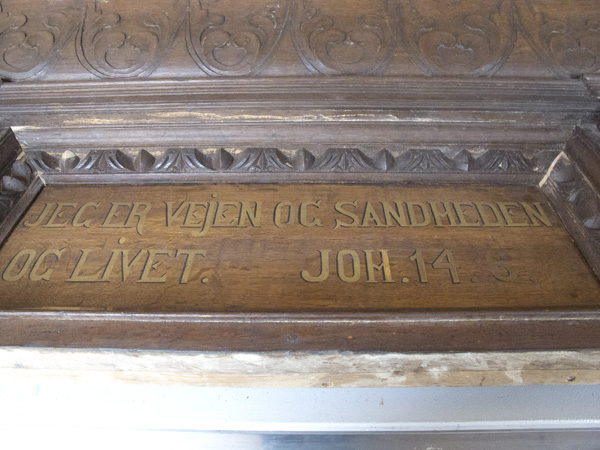 JEG ER VEJEN OG SANDHEDEN
OG LIVET. JOH. 14.